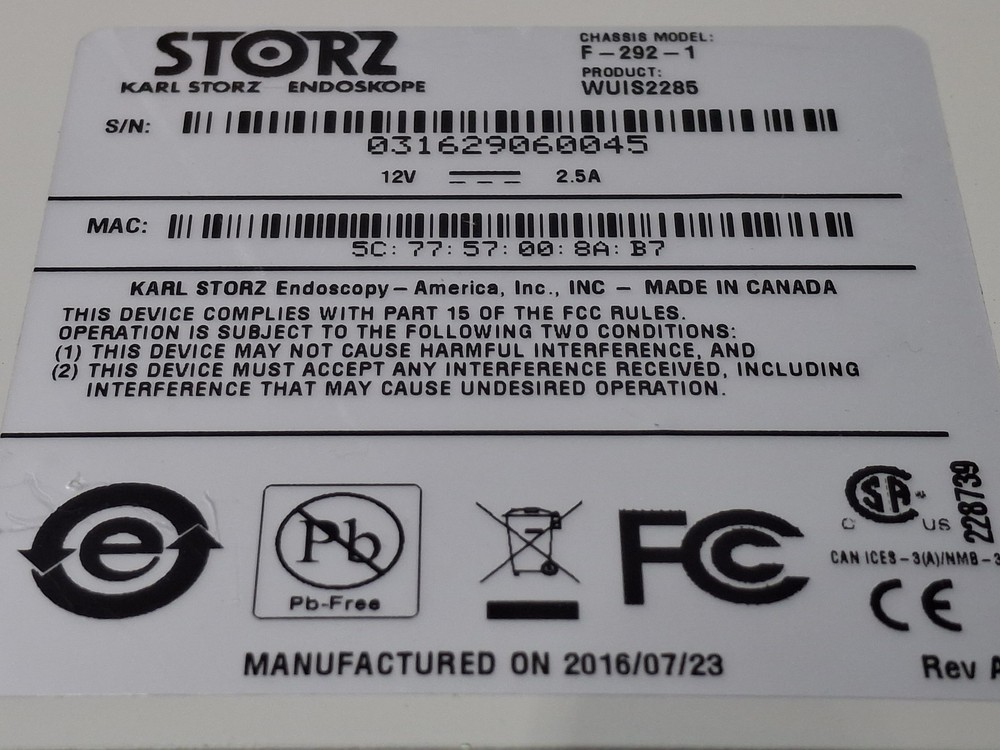 STORZ
KARL STORZ ENDOSKOPE
CHASSIS MODEL:
F-292-1
PRODUCT:
WUIS2285
S/N:
031629060045
12V 2.5A
MAC:
5C:77:57:00:8A:B7
KARL STORZ Endoscopy-America, Inc., INC - MADE IN CANADA
THIS DEVICE COMPLIES WITH PART 15 OF THE FCC RULES.
OPERATION IS SUBJECT TO THE FOLLOWING TWO CONDITIONS:
(1) THIS DEVICE MAY NOT CAUSE HARMFUL INTERFERENCE, AND
(2) THIS DEVICE MUST ACCEPT ANY INTERFERENCE RECEIVED, INCLUDING
INTERFERENCE THAT MAY CAUSE UNDESIRED OPERATION.
e
Pb
Pb-Free
FC
SA
C US
228739
CAN ICES-3(A)/NMB-3
CE
MANUFACTURED ON 2016/07/23
Rev A